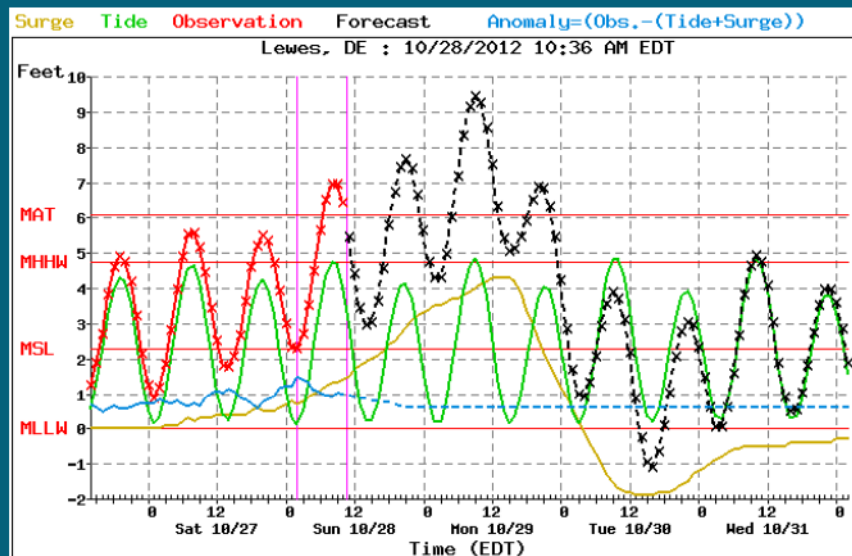 Surge Tide Observation Forecast Anomaly=(Obs.-(Tide+Surge))
Lewes, DE : 10/28/2012 10:36 AM EDT
Feet
10
9
8
7
MAT
6
5
MHHW
4
3
MSL
2
1
MLLW
0
-1
-2
0 12 0 12 0 12 0 12 0 12 0
Sat 10/27 Sun 10/28 Mon 10/29 Tue 10/30 Wed 10/31
Time (EDT)